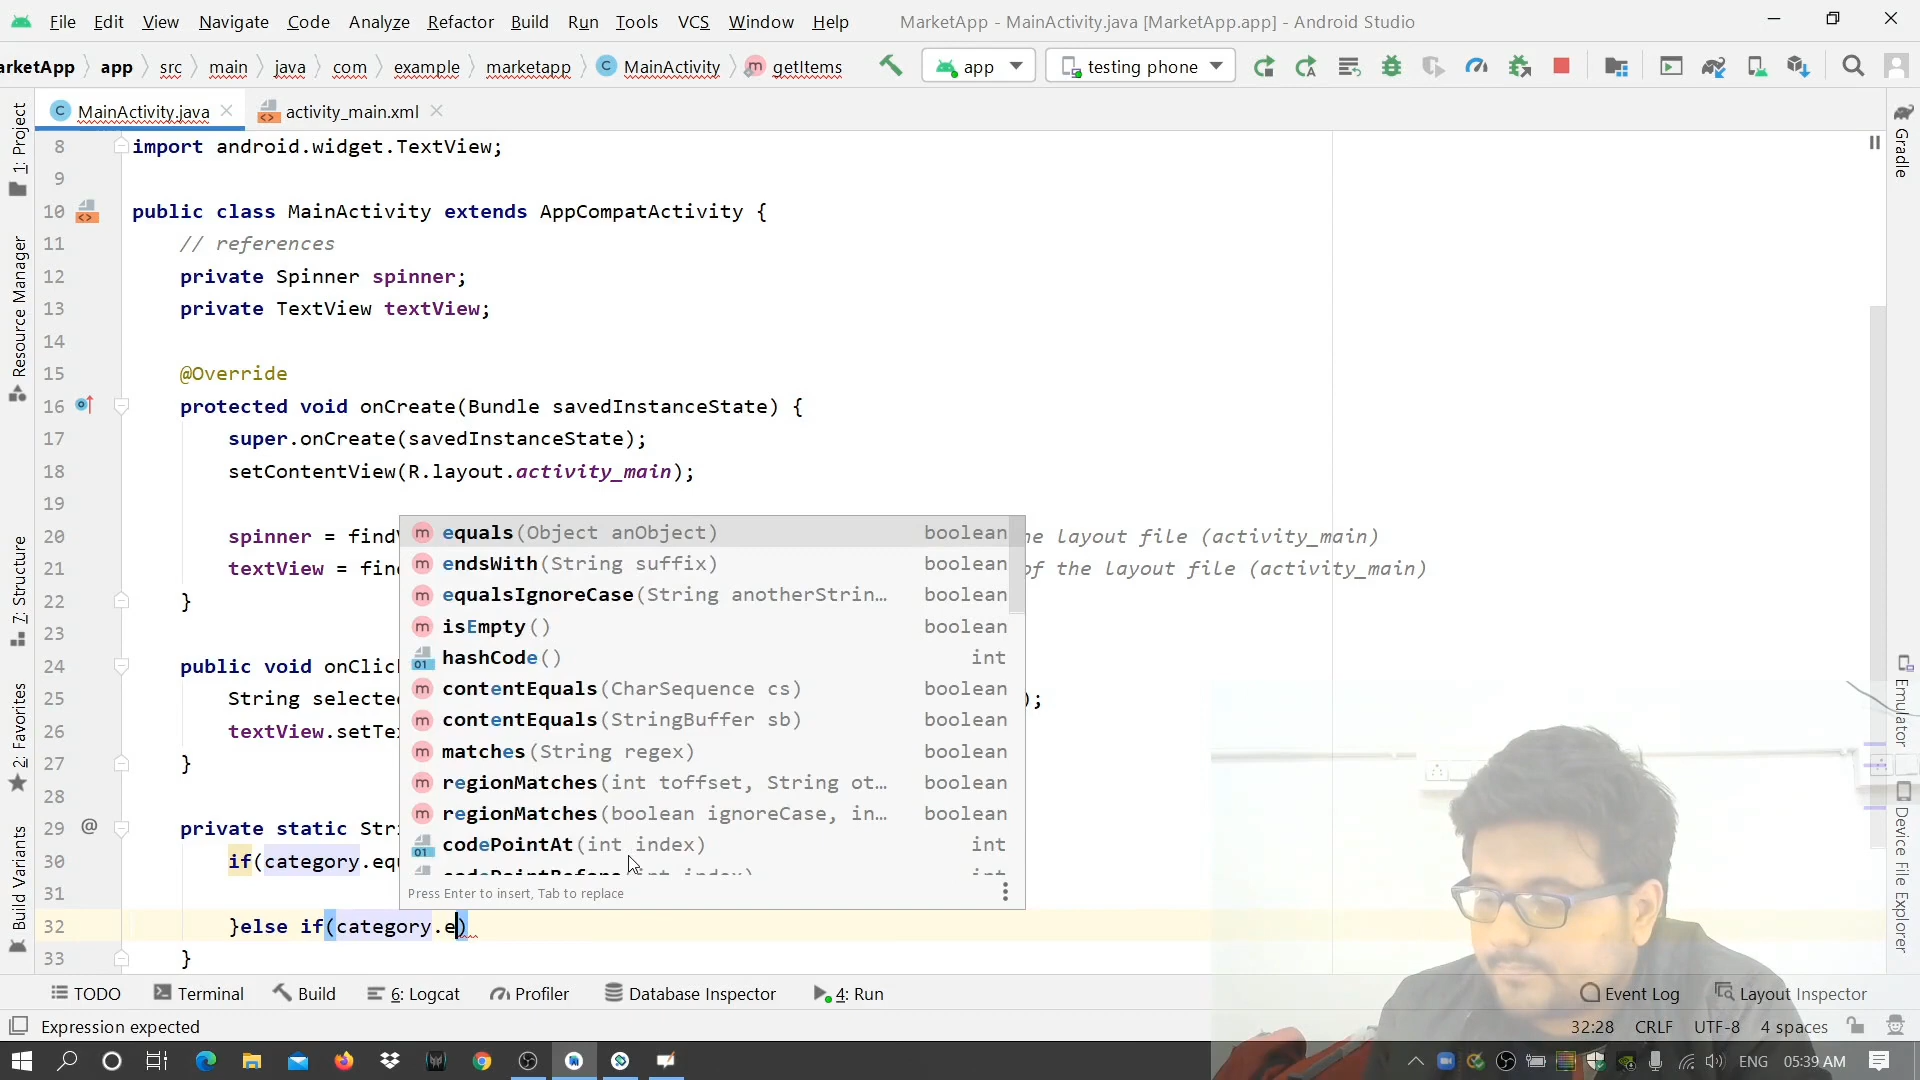 File Edit View Navigate Code Analyze Refactor Build Run Tools VCS Window Help MarketApp - MainActivity.java [MarketApp.app] - Android Studio
arketApp app src main java com example marketapp MainActivity getItems app testing phone
MainActivity.java activity_main.xml
1: Project
Resource Manager
7: Structure
2: Favorites
Build Variants
8 import android.widget.TextView;
9
10 public class MainActivity extends AppCompatActivity {
11 // references
12 private Spinner spinner;
13 private TextView textView;
14
15 @Override
16 protected void onCreate(Bundle savedInstanceState) {
17 super.onCreate(savedInstanceState);
18 setContentView(R.layout.activity_main);
19
20 spinner = find he layout file (activity_main)
21 textView = find of the layout file (activity_main)
22 }
23
24 public void onClic
25 String selecte );
26 textView.setTe
27 }
28
29 private static Str
30 if(category.equ
31
32 }else if(category.e)
33 }
equals(Object anObject) boolean
endsWith(String suffix) boolean
equalsIgnoreCase(String anotherStrin... boolean
isEmpty() boolean
hashCode() int
contentEquals(CharSequence cs) boolean
contentEquals(StringBuffer sb) boolean
matches(String regex) boolean
regionMatches(int toffset, String ot... boolean
regionMatches(boolean ignoreCase, in... boolean
codePointAt(int index) int
codePointBefore(int index) int
Press Enter to insert, Tab to replace
Gradle
Emulator
Device File Explorer
TODO Terminal Build 6: Logcat Profiler Database Inspector 4: Run Event Log Layout Inspector
Expression expected 32:28 CRLF UTF-8 4 spaces
ENG 05:39 AM